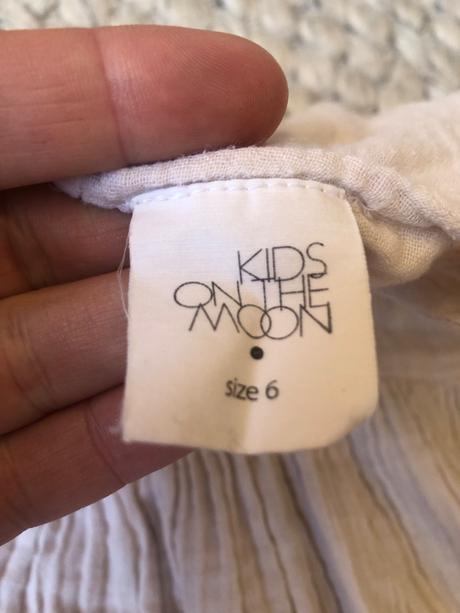 KIDS
ON THE
MOON
size 6